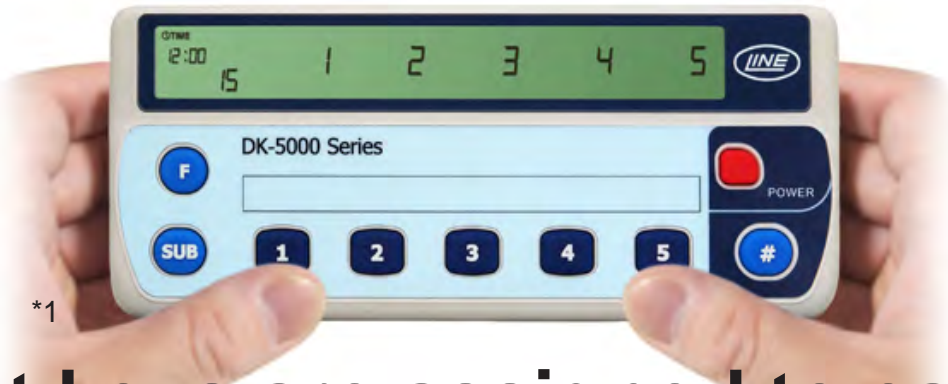 TIME
12:00
15 1 2 3 4 5
LINE
DK-5000 Series
F
POWER
SUB 1 2 3 4 5 #
*1